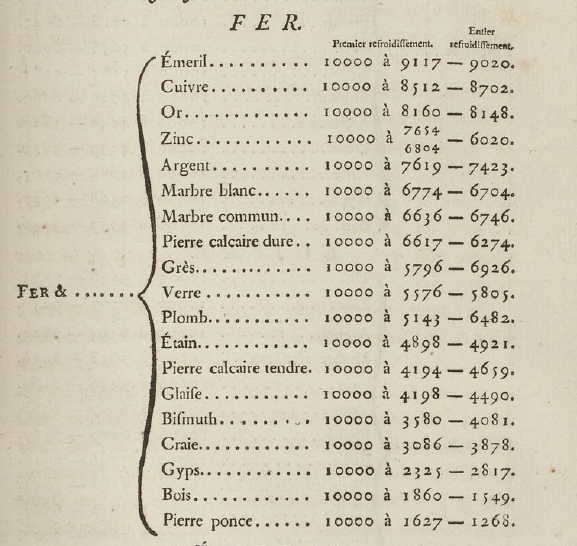 FER.
Entier
Premier refroidiſſement. refroidiſſement.
Émeril.......... 10000 à 9117 — 9020.
Cuivre.......... 10000 à 8512 — 8702.
Or............. 10000 à 8160 — 8148.
Zinc........... 10000 à 7654 6804 — 6020.
Argent.......... 10000 à 7619 — 7423.
Marbre blanc...... 10000 à 6774 — 6704.
Marbre commun.... 10000 à 6636 — 6746.
Pierre calcaire dure.. 10000 à 6617 — 6274.
Grès............ 10000 à 5796 — 6926.
FER & ...... Verre .......... 10000 à 5576 — 5805.
Plomb.......... 10000 à 5143 — 6482.
Étain........... 10000 à 4898 — 4921.
Pierre calcaire tendre. 10000 à 4194 — 4659.
Glaiſe.......... 10000 à 4198 — 4490.
Biſmuth......... 10000 à 3580 — 4081.
Craie........... 10000 à 3086 — 3878.
Gyps........... 10000 à 2325 — 2817.
Bois............ 10000 à 1860 — 1549.
Pierre ponce...... 10000 à 1627 — 1268.